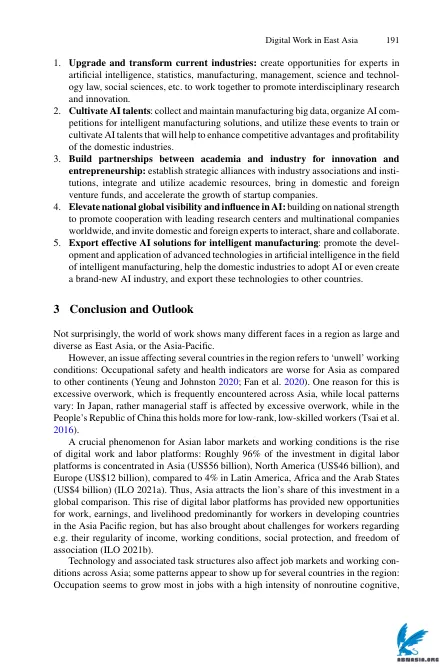 Digital Work in East Asia 191
1. Upgrade and transform current industries: create opportunities for experts in
artificial intelligence, statistics, manufacturing, management, science and technol-
ogy law, social sciences, etc. to work together to promote interdisciplinary research
and innovation.
2. Cultivate AI talents: collect and maintain manufacturing big data, organize AI com-
petitions for intelligent manufacturing solutions, and utilize these events to train or
cultivate AI talents that will help to enhance competitive advantages and profitability
of the domestic industries.
3. Build partnerships between academia and industry for innovation and
entrepreneurship: establish strategic alliances with industry associations and insti-
tutions, integrate and utilize academic resources, bring in domestic and foreign
venture funds, and accelerate the growth of startup companies.
4. Elevate national global visibility and influence in AI: building on national strength
to promote cooperation with leading research centers and multinational companies
worldwide, and invite domestic and foreign experts to interact, share and collaborate.
5. Export effective AI solutions for intelligent manufacturing: promote the devel-
opment and application of advanced technologies in artificial intelligence in the field
of intelligent manufacturing, help the domestic industries to adopt AI or even create
a brand-new AI industry, and export these technologies to other countries.
3 Conclusion and Outlook
Not surprisingly, the world of work shows many different faces in a region as large and
diverse as East Asia, or the Asia-Pacific.
However, an issue affecting several countries in the region refers to ‘unwell’ working
conditions: Occupational safety and health indicators are worse for Asia as compared
to other continents (Yeung and Johnston 2020; Fan et al. 2020). One reason for this is
excessive overwork, which is frequently encountered across Asia, while local patterns
vary: In Japan, rather managerial staff is affected by excessive overwork, while in the
People’s Republic of China this holds more for low-rank, low-skilled workers (Tsai et al.
2016).
A crucial phenomenon for Asian labor markets and working conditions is the rise
of digital work and labor platforms: Roughly 96% of the investment in digital labor
platforms is concentrated in Asia (US$56 billion), North America (US$46 billion), and
Europe (US$12 billion), compared to 4% in Latin America, Africa and the Arab States
(US$4 billion) (ILO 2021a). Thus, Asia attracts the lion’s share of this investment in a
global comparison. This rise of digital labor platforms has provided new opportunities
for work, earnings, and livelihood predominantly for workers in developing countries
in the Asia Pacific region, but has also brought about challenges for workers regarding
e.g. their regularity of income, working conditions, social protection, and freedom of
association (ILO 2021b).
Technology and associated task structures also affect job markets and working con-
ditions across Asia; some patterns appear to show up for several countries in the region:
Occupation seems to grow most in jobs with a high intensity of nonroutine cognitive,